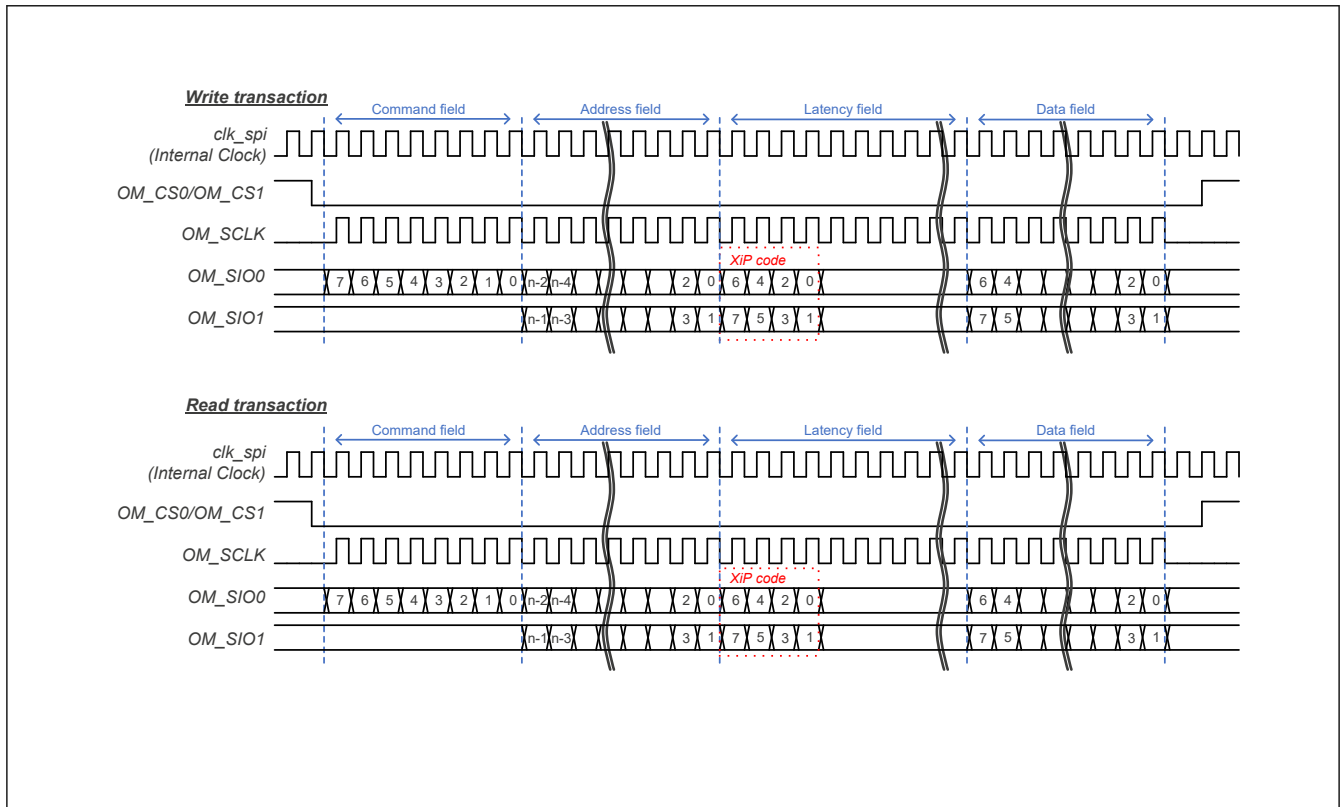 Write transaction
Command field Address field Latency field Data field
clk_spi
(Internal Clock)
OM_CS0/OM_CS1
OM_SCLK
XiP code
OM_SIO0 7 6 5 4 3 2 1 0 n-2 n-4 2 0 6 4 2 0 6 4 2 0
OM_SIO1 n-1 n-3 3 1 7 5 3 1 7 5 3 1
Read transaction
Command field Address field Latency field Data field
clk_spi
(Internal Clock)
OM_CS0/OM_CS1
OM_SCLK
XiP code
OM_SIO0 7 6 5 4 3 2 1 0 n-2 n-4 2 0 6 4 2 0 6 4 2 0
OM_SIO1 n-1 n-3 3 1 7 5 3 1 7 5 3 1